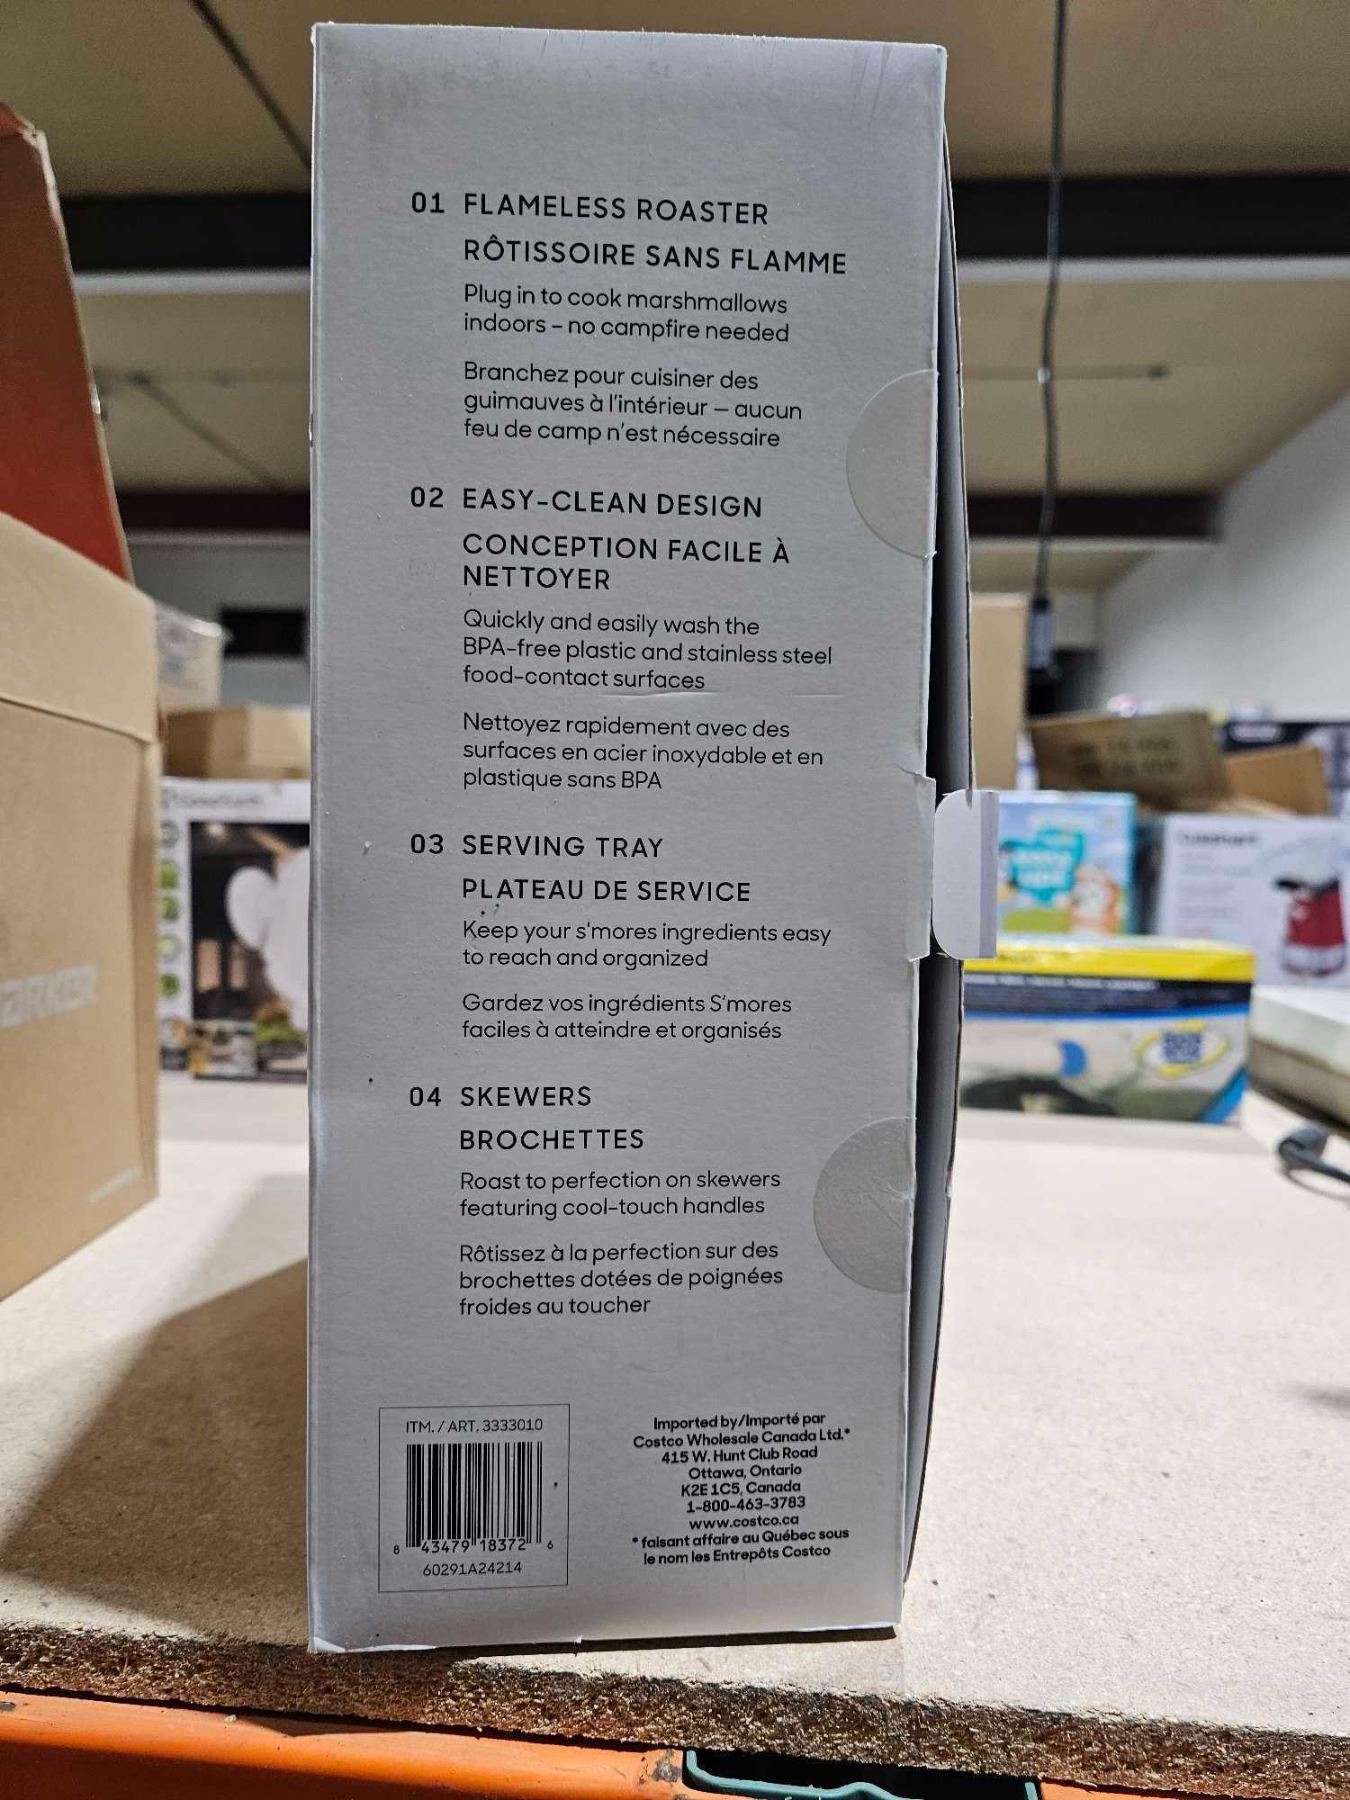 01 FLAMELESS ROASTER
RÔTISSOIRE SANS FLAMME
Plug in to cook marshmallows
indoors – no campfire needed
Branchez pour cuisiner des
guimauves à l'intérieur – aucun
feu de camp n'est nécessaire
02 EASY-CLEAN DESIGN
CONCEPTION FACILE À
NETTOYER
Quickly and easily wash the
BPA-free plastic and stainless steel
food-contact surfaces
Nettoyez rapidement avec des
surfaces en acier inoxydable et en
plastique sans BPA
03 SERVING TRAY
PLATEAU DE SERVICE
Keep your s'mores ingredients easy
to reach and organized
Gardez vos ingrédients S'mores
faciles à atteindre et organisés
04 SKEWERS
BROCHETTES
Roast to perfection on skewers
featuring cool-touch handles
Rôtissez à la perfection sur des
brochettes dotées de poignées
froides au toucher
ITM. / ART. 3333010
8 43479 18372 6
60291A24214
Imported by/Importé par
Costco Wholesale Canada Ltd.*
415 W. Hunt Club Road
Ottawa, Ontario
K2E 1C5, Canada
1-800-463-3783
www.costco.ca
* faisant affaire au Québec sous
le nom les Entrepôts Costco
Cuisinart